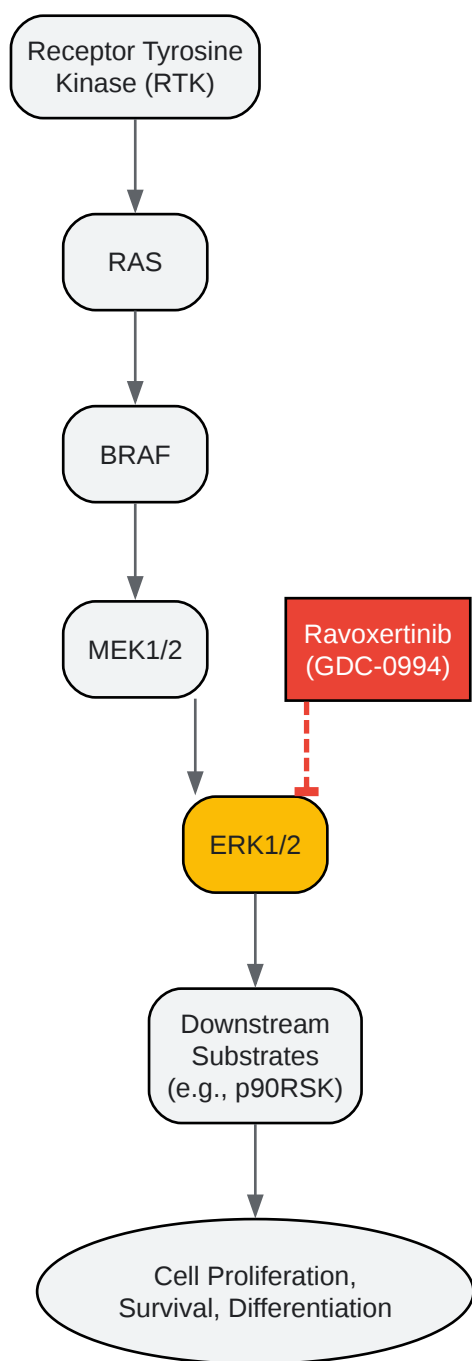 Receptor Tyrosine
Kinase (RTK)
RAS
BRAF
MEK1/2
Ravoxertinib
(GDC-0994)
ERK1/2
Downstream
Substrates
(e.g., p90RSK)
Cell Proliferation,
Survival, Differentiation